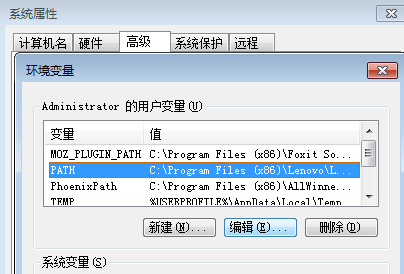 系统属性
计算机名 硬件 高级 系统保护 远程
环境变量
Administrator 的用户变量(U)
变量 值
MOZ_PLUGIN_PATH C:\Program Files (x86)\Foxit So...
PATH C:\Program Files (x86)\Lenovo\L...
PhoenixPath C:\Program Files (x86)\AllWinne...
TEMP %USERPROFILE%\AppData\Local\Temp
新建(N)... 编辑(E)... 删除(D)
系统变量(S)